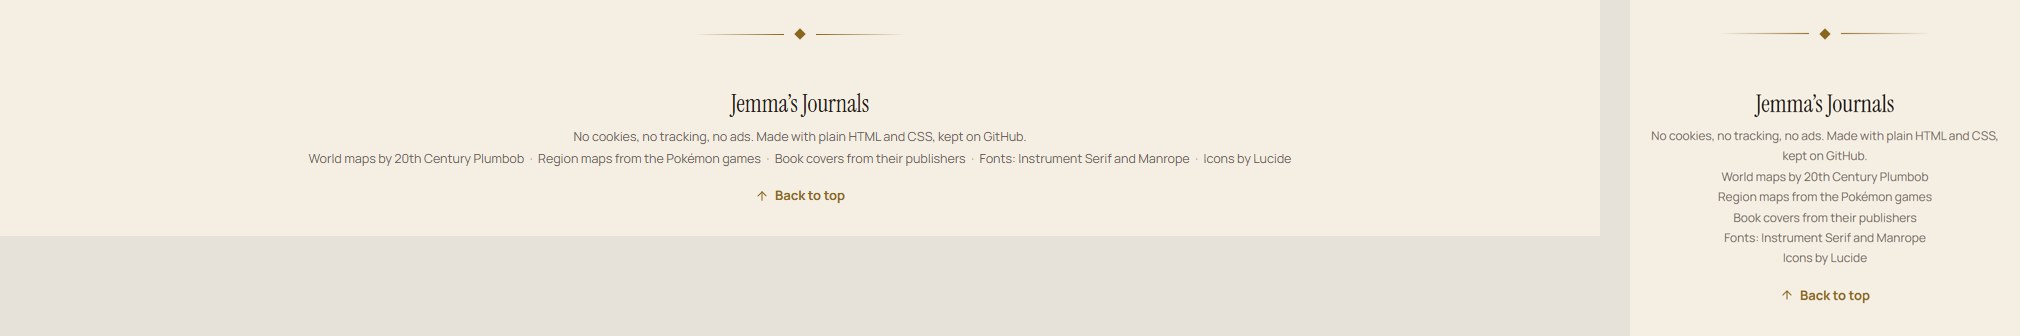 Jemma’s Journals
No cookies, no tracking, no ads. Made with plain HTML and CSS, kept on GitHub.
World maps by 20th Century Plumbob · Region maps from the Pokémon games · Book covers from their publishers · Fonts: Instrument Serif and Manrope · Icons by Lucide
↑ Back to top
Jemma’s Journals
No cookies, no tracking, no ads. Made with plain HTML and CSS,
kept on GitHub.
World maps by 20th Century Plumbob
Region maps from the Pokémon games
Book covers from their publishers
Fonts: Instrument Serif and Manrope
Icons by Lucide
↑ Back to top